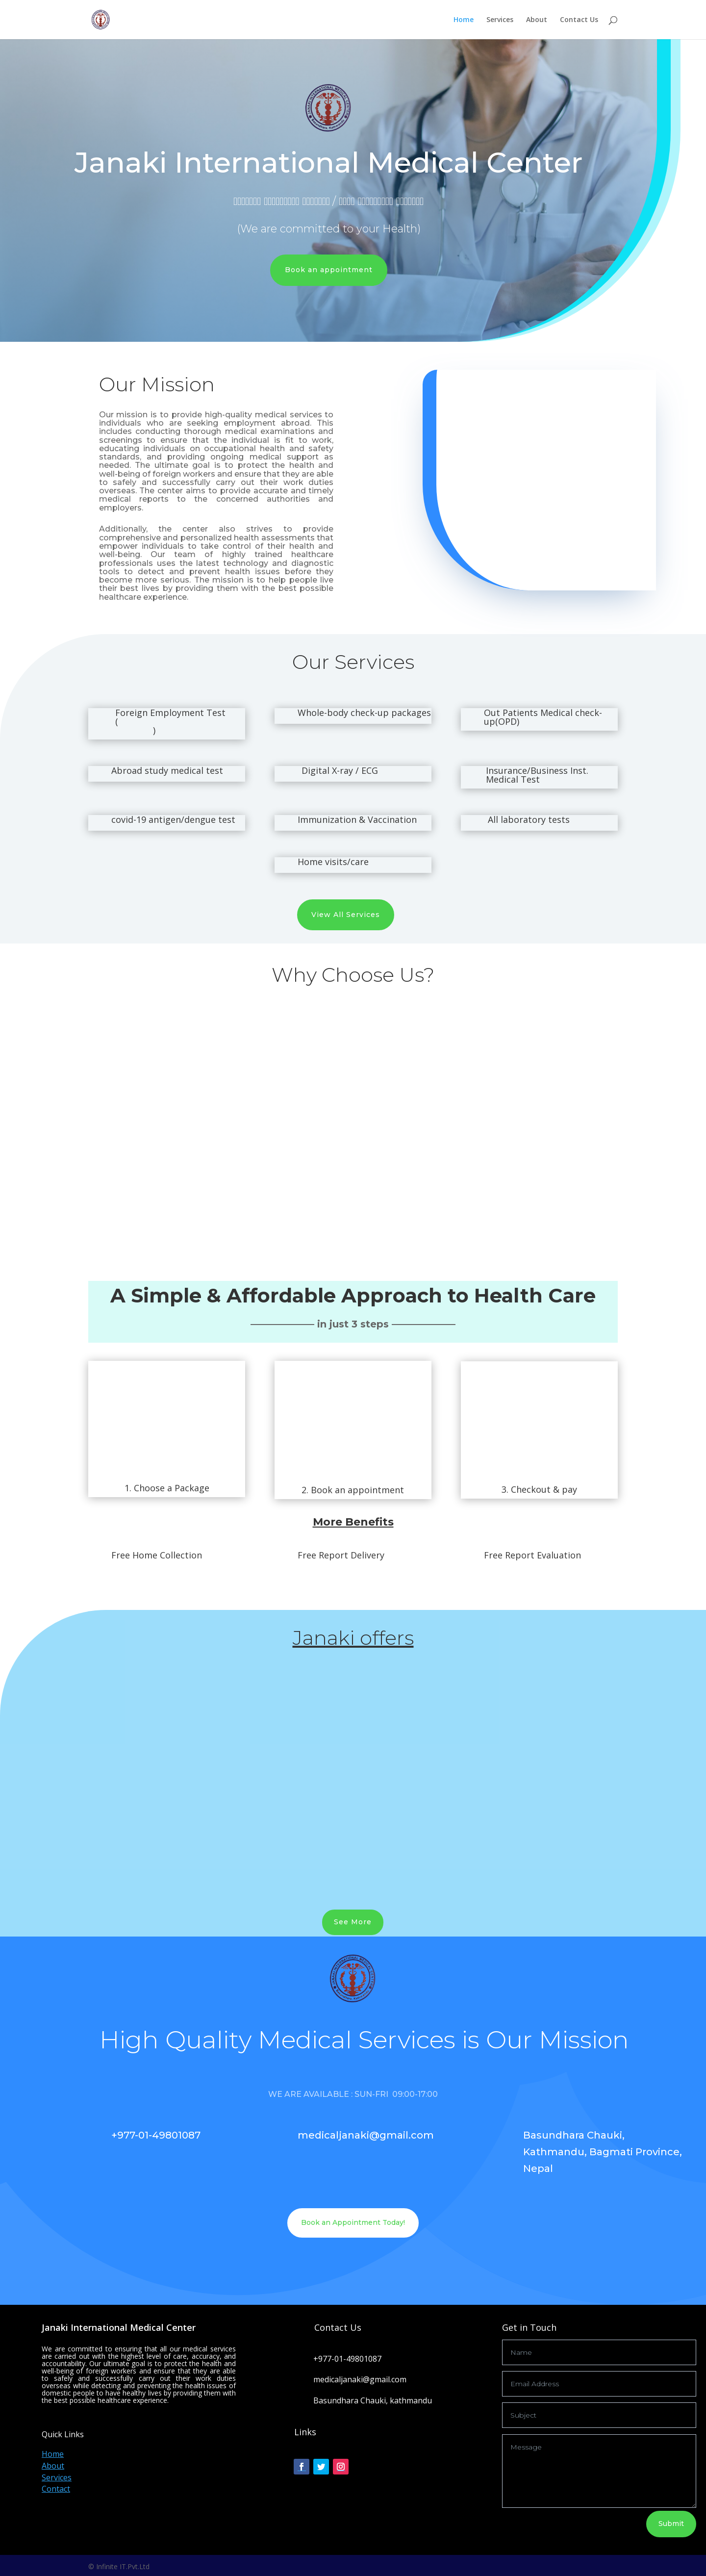 Home Services About Contact Us
Janaki International Medical Center
(We are committed to your Health)
Book an appointment
Our Mission
Our mission is to provide high-quality medical services to
individuals who are seeking employment abroad. This
includes conducting thorough medical examinations and
screenings to ensure that the individual is fit to work,
educating individuals on occupational health and safety
standards, and providing ongoing medical support as
needed. The ultimate goal is to protect the health and
well-being of foreign workers and ensure that they are able
to safely and successfully carry out their work duties
overseas. The center aims to provide accurate and timely
medical reports to the concerned authorities and
employers.
Additionally, the center also strives to provide
comprehensive and personalized health assessments that
empower individuals to take control of their health and
well-being. Our team of highly trained healthcare
professionals uses the latest technology and diagnostic
tools to detect and prevent health issues before they
become more serious. The mission is to help people live
their best lives by providing them with the best possible
healthcare experience.
Our Services
Foreign Employment Test
(
)
Whole-body check-up packages
Out Patients Medical check-
up(OPD)
Abroad study medical test
Digital X-ray / ECG
Insurance/Business Inst.
Medical Test
covid-19 antigen/dengue test
Immunization & Vaccination
All laboratory tests
Home visits/care
View All Services
Why Choose Us?
A Simple & Affordable Approach to Health Care
in just 3 steps
1. Choose a Package
2. Book an appointment
3. Checkout & pay
More Benefits
Free Home Collection
Free Report Delivery
Free Report Evaluation
Janaki offers
See More
High Quality Medical Services is Our Mission
WE ARE AVAILABLE : SUN-FRI 09:00-17:00
+977-01-49801087
medicaljanaki@gmail.com
Basundhara Chauki,
Kathmandu, Bagmati Province,
Nepal
Book an Appointment Today!
Janaki International Medical Center
We are committed to ensuring that all our medical services
are carried out with the highest level of care, accuracy, and
accountability. Our ultimate goal is to protect the health and
well-being of foreign workers and ensure that they are able
to safely and successfully carry out their work duties
overseas while detecting and preventing the health issues of
domestic people to have healthy lives by providing them with
the best possible healthcare experience.
Quick Links
Home
About
Services
Contact
Contact Us
+977-01-49801087
medicaljanaki@gmail.com
Basundhara Chauki, kathmandu
Links
Get in Touch
Name
Email Address
Subject
Message
Submit
© Infinite IT.Pvt.Ltd